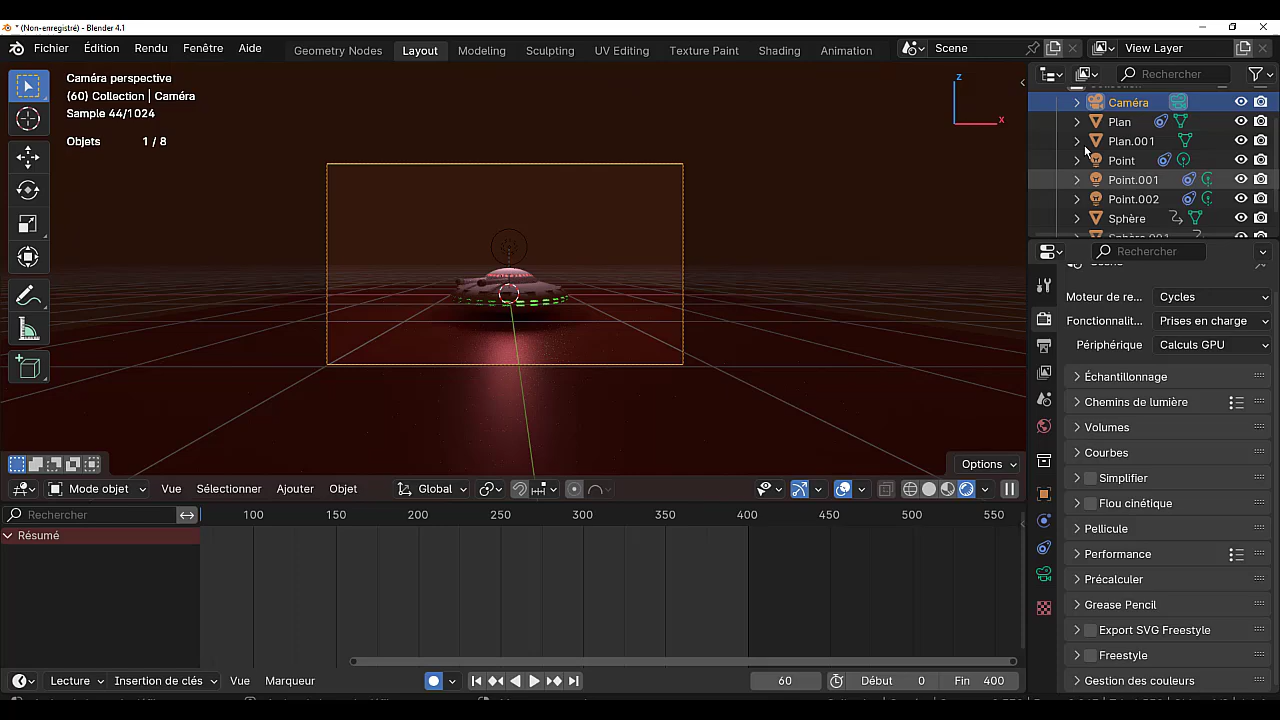 * (Non-enregistré) - Blender 4.1
Fichier Édition Rendu Fenêtre Aide Geometry Nodes Layout Modeling Sculpting UV Editing Texture Paint Shading Animation Scene View Layer
Caméra perspective
(60) Collection | Caméra
Sample 44/1024
Objets 1 / 8
z
x
Rechercher
Caméra
Plan
Plan.001
Point
Point.001
Point.002
Sphère
Sphère.001
Rechercher
Scene
Moteur de re... Cycles
Fonctionnalit... Prises en charge
Périphérique Calculs GPU
Échantillonnage
Chemins de lumière
Volumes
Courbes
Simplifier
Flou cinétique
Pellicule
Performance
Précalculer
Grease Pencil
Export SVG Freestyle
Freestyle
Gestion des couleurs
Options
Mode objet Vue Sélectionner Ajouter Objet Global
Rechercher 100 150 200 250 300 350 400 450 500 550
Résumé
Lecture Insertion de clés Vue Marqueur 60 Début 0 Fin 400